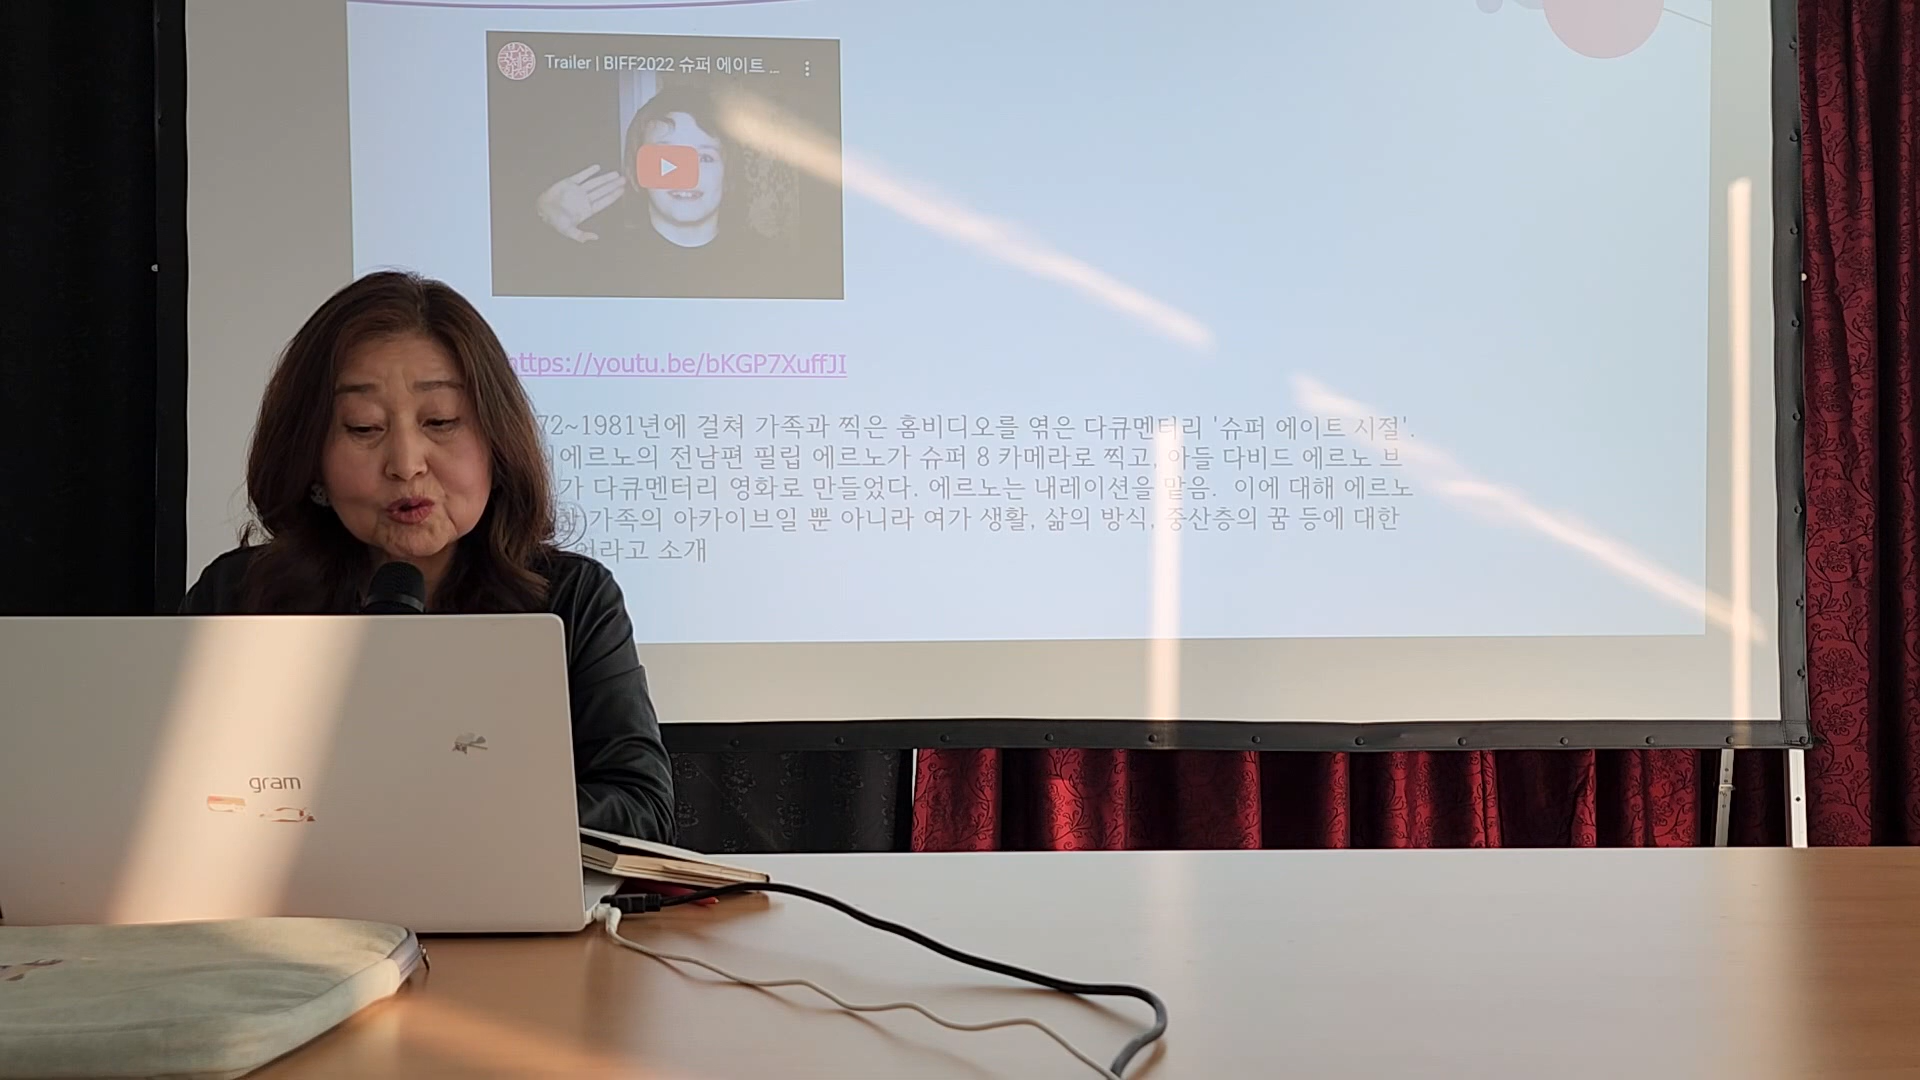 부산
국제영
화제
Trailer | BIFF2022 슈퍼 에이트 ...
https://youtu.be/bKGP7XuffJI
72~1981년에 걸쳐 가족과 찍은 홈비디오를 엮은 다큐멘터리 '슈퍼 에이트 시절'.
에르노의 전남편 필립 에르노가 슈퍼 8 카메라로 찍고, 아들 다비드 에르노 브
가 다큐멘터리 영화로 만들었다. 에르노는 내레이션을 맡음. 이에 대해 에르노
가족의 아카이브일 뿐 아니라 여가 생활, 삶의 방식, 중산층의 꿈 등에 대한
라고 소개
gram